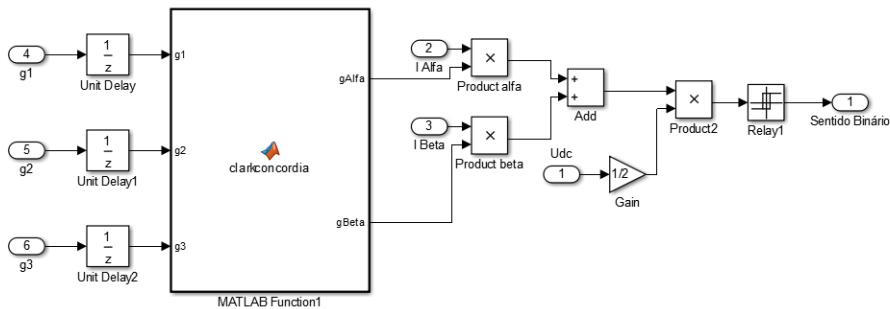 4
g1
1
z
Unit Delay
5
g2
1
z
Unit Delay1
6
g3
1
z
Unit Delay2
g1
g2
g3
clarkconcordia
gAlfa
gBeta
MATLAB Function1
2
I Alfa
×
Product alfa
3
I Beta
×
Product beta
+
+
Add
Udc
1
1/2
Gain
×
Product2
Relay1
1
Sentido Binário